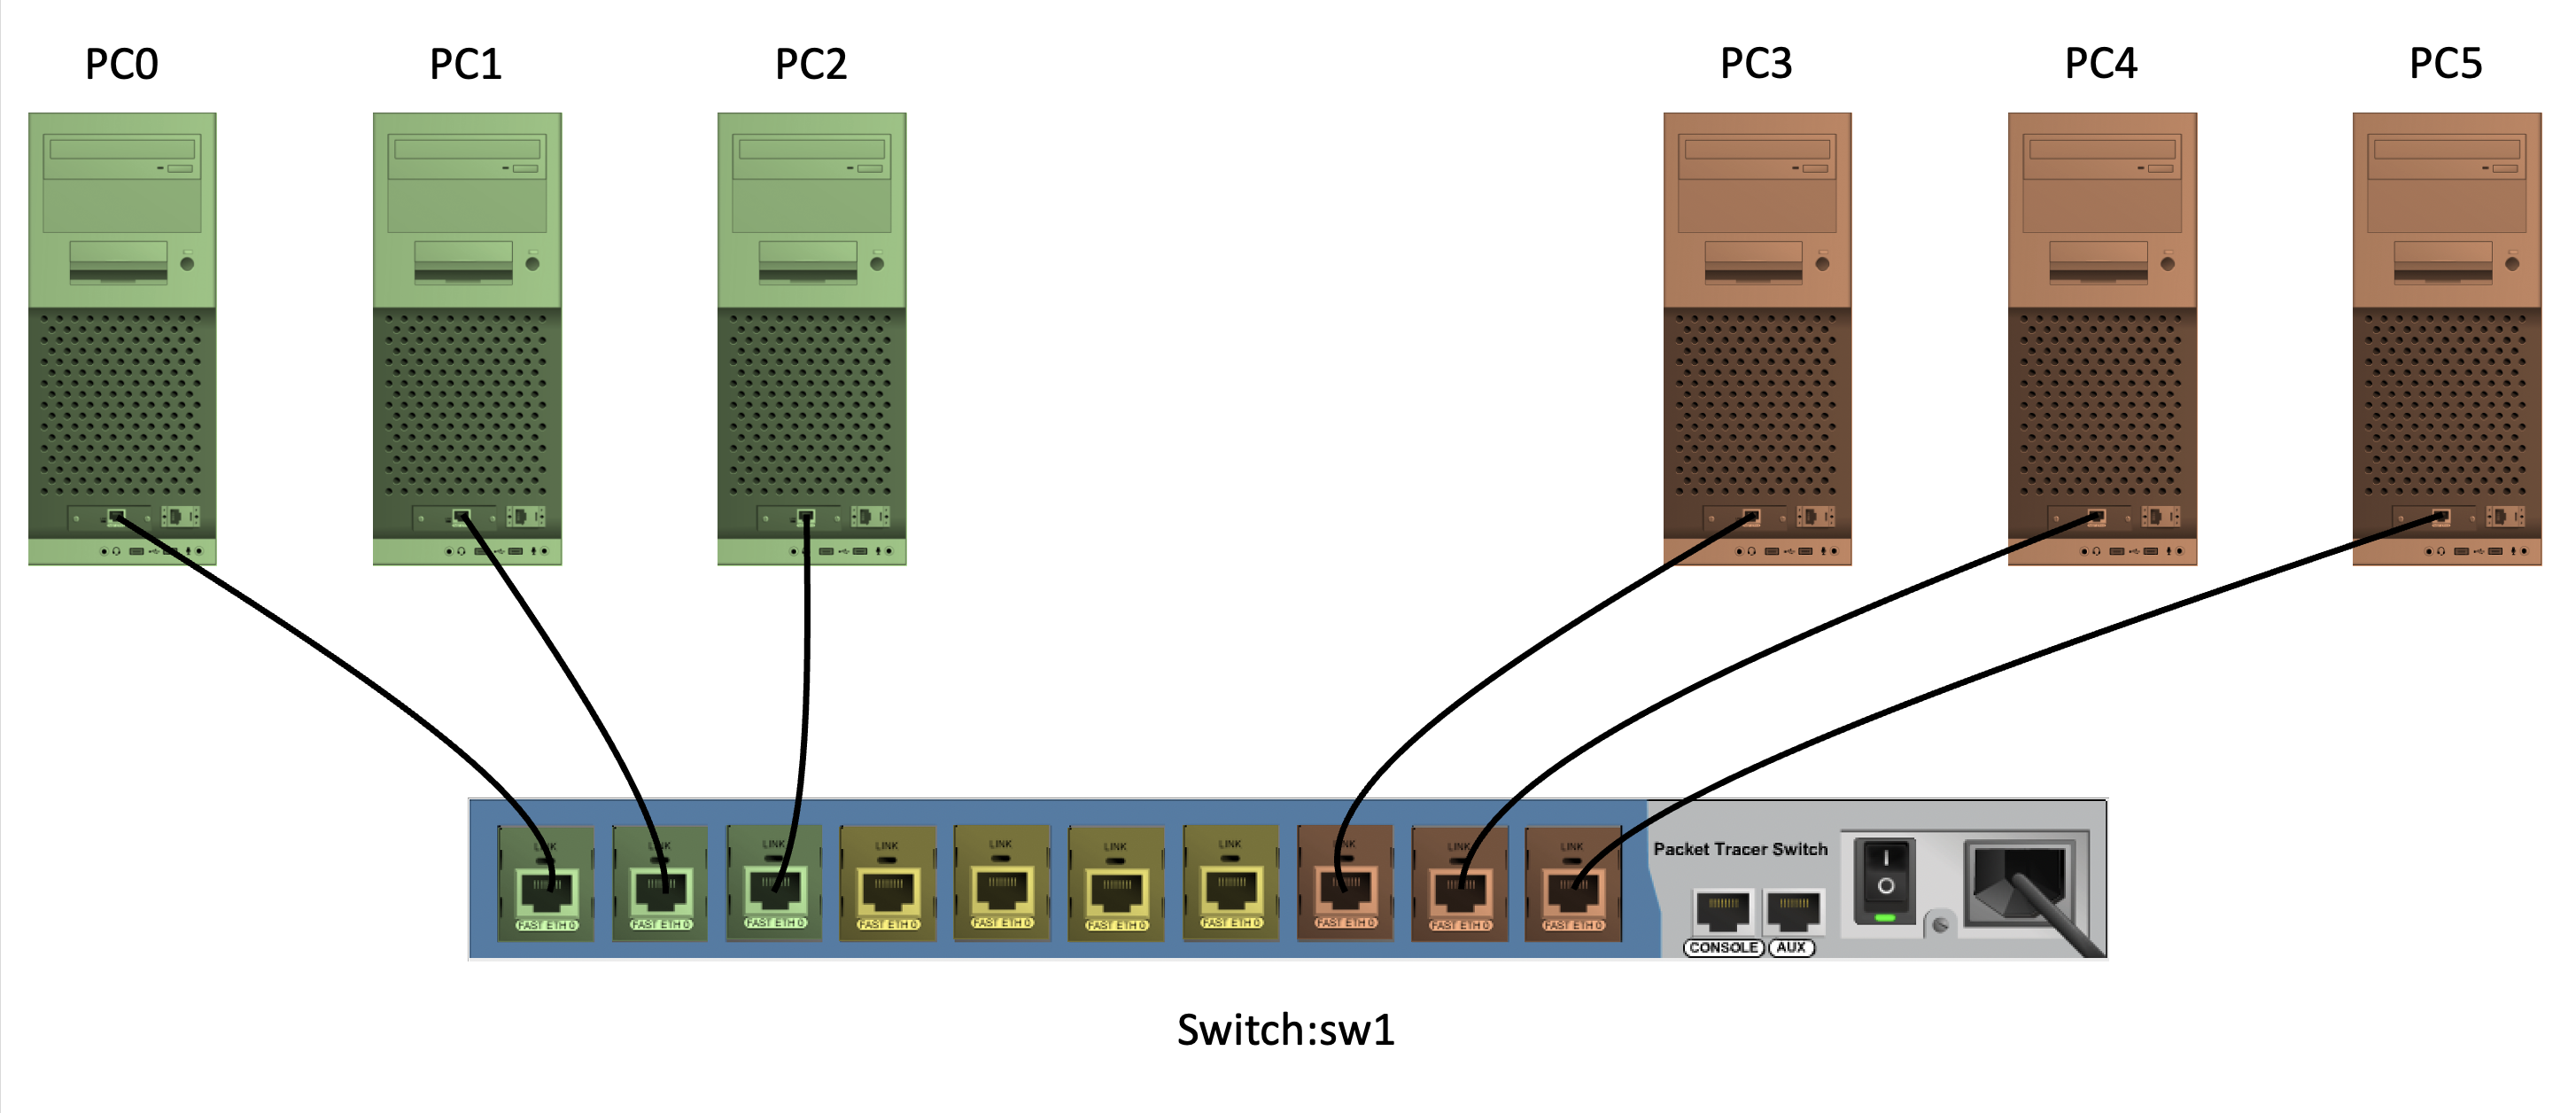 PC0 PC1 PC2 PC3 PC4 PC5
LINK LINK LINK LINK LINK LINK LINK LINK LINK LINK
FAST ETH 0 FAST ETH 0 FAST ETH 0 FAST ETH 0 FAST ETH 0 FAST ETH 0 FAST ETH 0 FAST ETH 0 FAST ETH 0 FAST ETH 0
Packet Tracer Switch
CONSOLE AUX
Switch:sw1